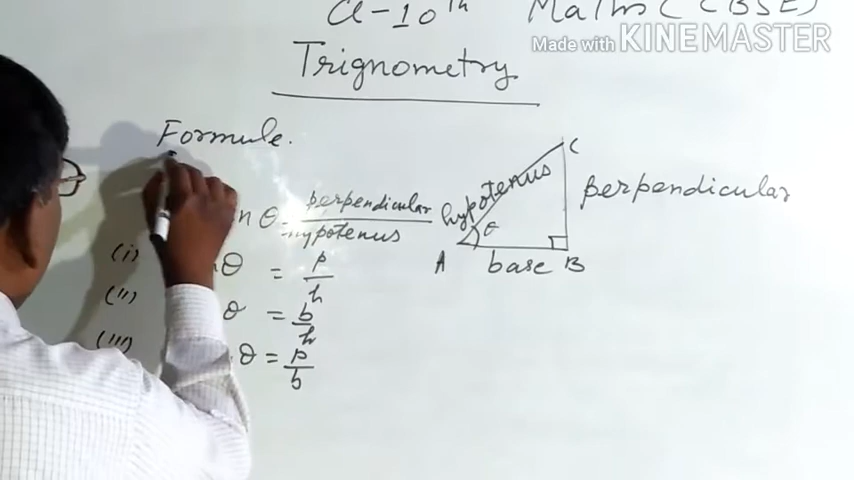 Cl-10th Maths (CBSE)
Made with KINEMASTER
Trignometry
Formule.
n θ = perpendicular / hypotenus
(i) θ = p/h
(ii) θ = b/h
(iii) θ = p/b
C
hypotenus
perpendicular
θ
A base B